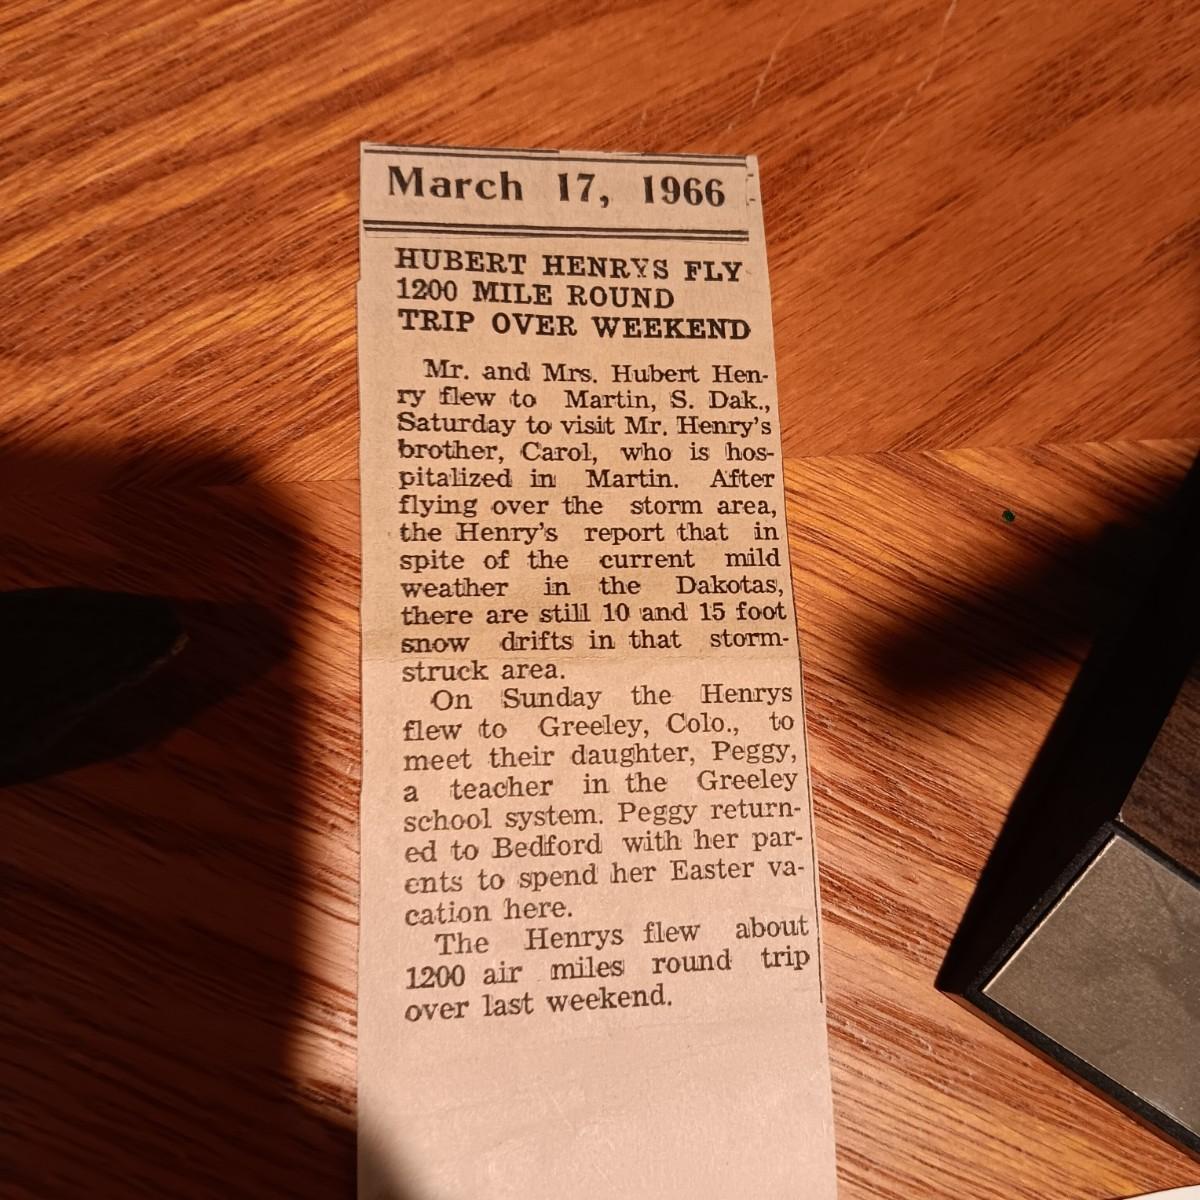 March 17, 1966
HUBERT HENRYS FLY
1200 MILE ROUND
TRIP OVER WEEKEND
Mr. and Mrs. Hubert Hen-
ry flew to Martin, S. Dak.,
Saturday to visit Mr. Henry's
brother, Carol, who is hos-
pitalized in Martin. After
flying over the storm area,
the Henry's report that in
spite of the current mild
weather in the Dakotas,
there are still 10 and 15 foot
snow drifts in that storm-
struck area.
On Sunday the Henrys
flew to Greeley, Colo., to
meet their daughter, Peggy,
a teacher in the Greeley
school system. Peggy return-
ed to Bedford with her par-
ents to spend her Easter va-
cation here.
The Henrys flew about
1200 air miles round trip
over last weekend.